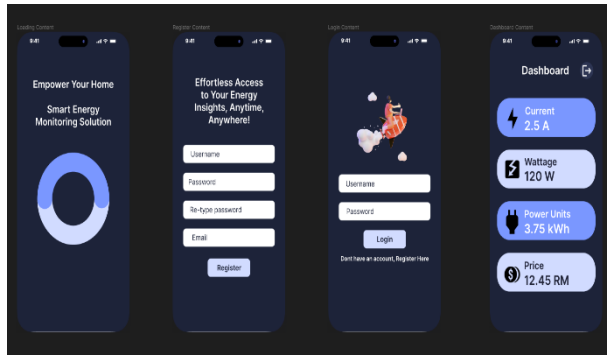 Loading Content
9:41
Empower Your Home
Smart Energy
Monitoring Solution
Register Content
9:41
Effortless Access
to Your Energy
Insights, Anytime,
Anywhere!
Username
Password
Re-type password
Email
Register
Login Content
9:41
Username
Password
Login
Dont have an account, Register Here
Dashboard Content
9:41
Dashboard
Current
2.5 A
Wattage
120 W
Power Units
3.75 kWh
Price
12.45 RM